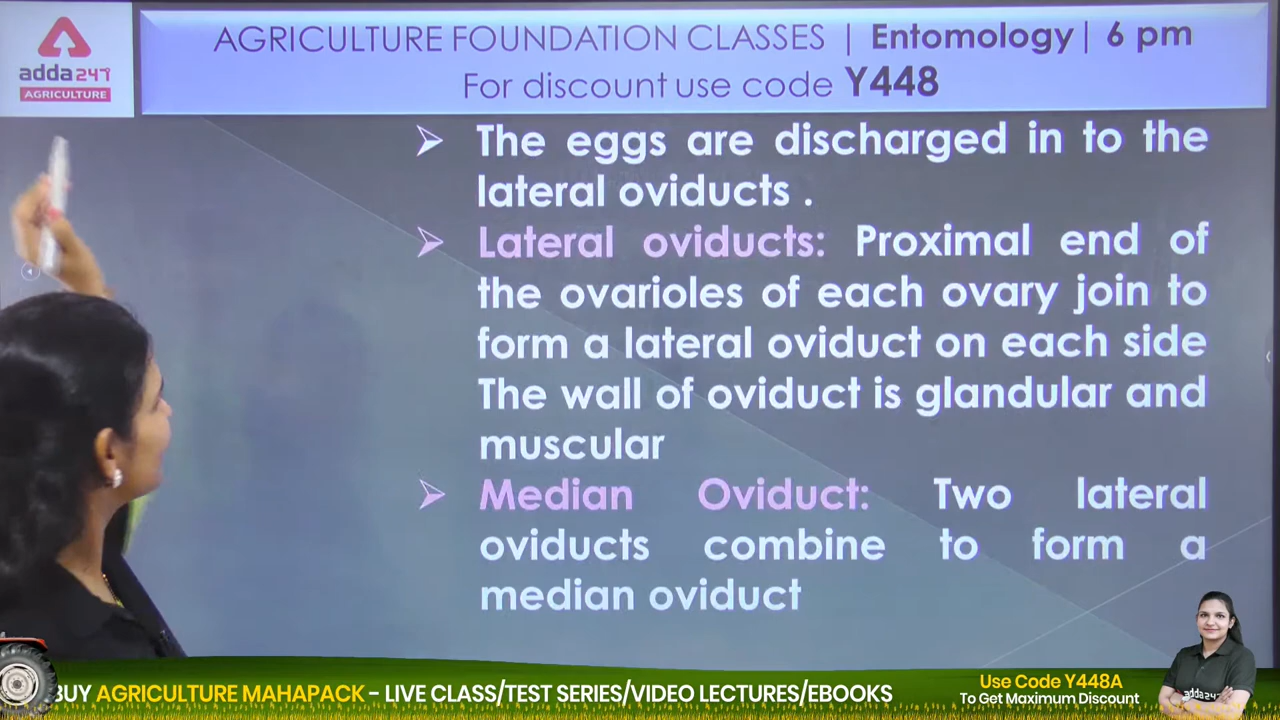 adda247
AGRICULTURE
AGRICULTURE FOUNDATION CLASSES | Entomology | 6 pm
For discount use code Y448
The eggs are discharged in to the
lateral oviducts .
Lateral oviducts: Proximal end of
the ovarioles of each ovary join to
form a lateral oviduct on each side
The wall of oviduct is glandular and
muscular
Median Oviduct: Two lateral
oviducts combine to form a
median oviduct
BUY AGRICULTURE MAHAPACK - LIVE CLASS/TEST SERIES/VIDEO LECTURES/EBOOKS
Use Code Y448A
To Get Maximum Discount
adda247